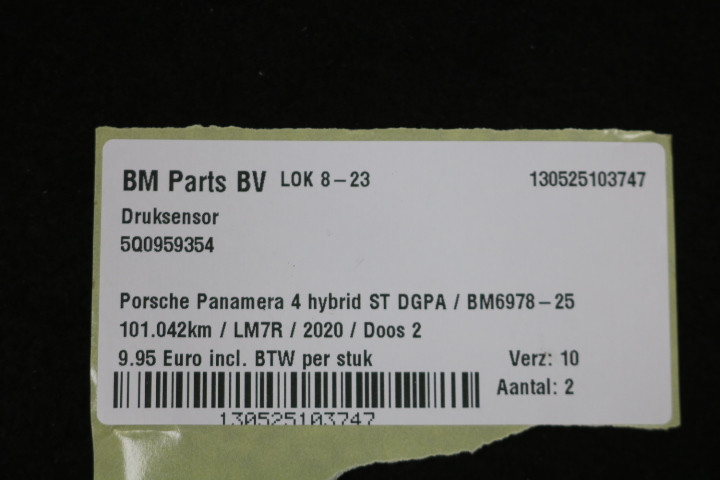 BM Parts BV LOK 8-23 130525103747
Druksensor
5Q0959354
Porsche Panamera 4 hybrid ST DGPA / BM6978-25
101.042km / LM7R / 2020 / Doos 2
9.95 Euro incl. BTW per stuk Verz: 10
Aantal: 2
130525103747